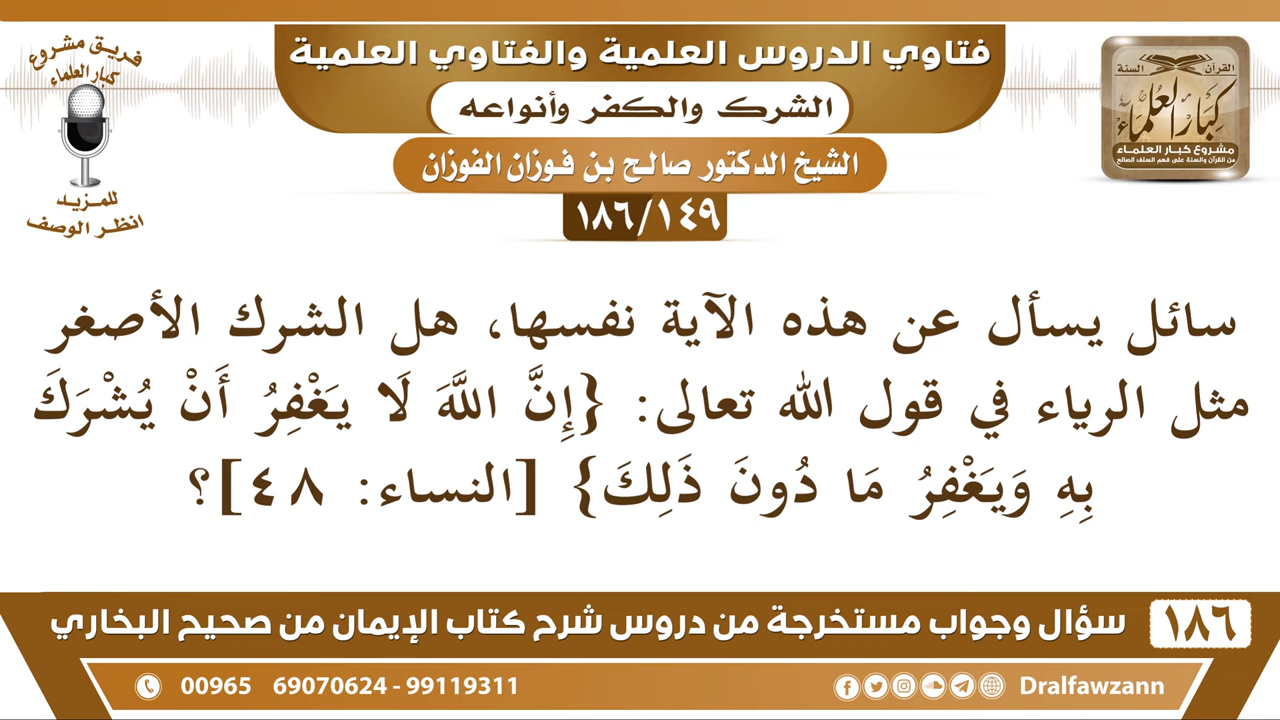 فتاوي الدروس العلمية والفتاوي العلمية
الشرك والكفر وأنواعه
الشيخ الدكتور صالح بن فوزان الفوزان
١٨٦/١٤٩
القرآن السنة
كبار العلماء
مشروع كبار العلماء
من القرآن والسنة على فهم السلف الصالح
فريق مشروع
كبار العلماء
للمزيد
انظر الوصف
سائل يسأل عن هذه الآية نفسها، هل الشرك الأصغر
مثل الرياء في قول الله تعالى: {إِنَّ اللَّهَ لَا يَغْفِرُ أَنْ يُشْرَكَ
بِهِ وَيَغْفِرُ مَا دُونَ ذَلِكَ} [النساء: ٤٨]؟
١٨٦ سؤال وجواب مستخرجة من دروس شرح كتاب الإيمان من صحيح البخاري
00965 69070624 - 99119311
Dralfawzann